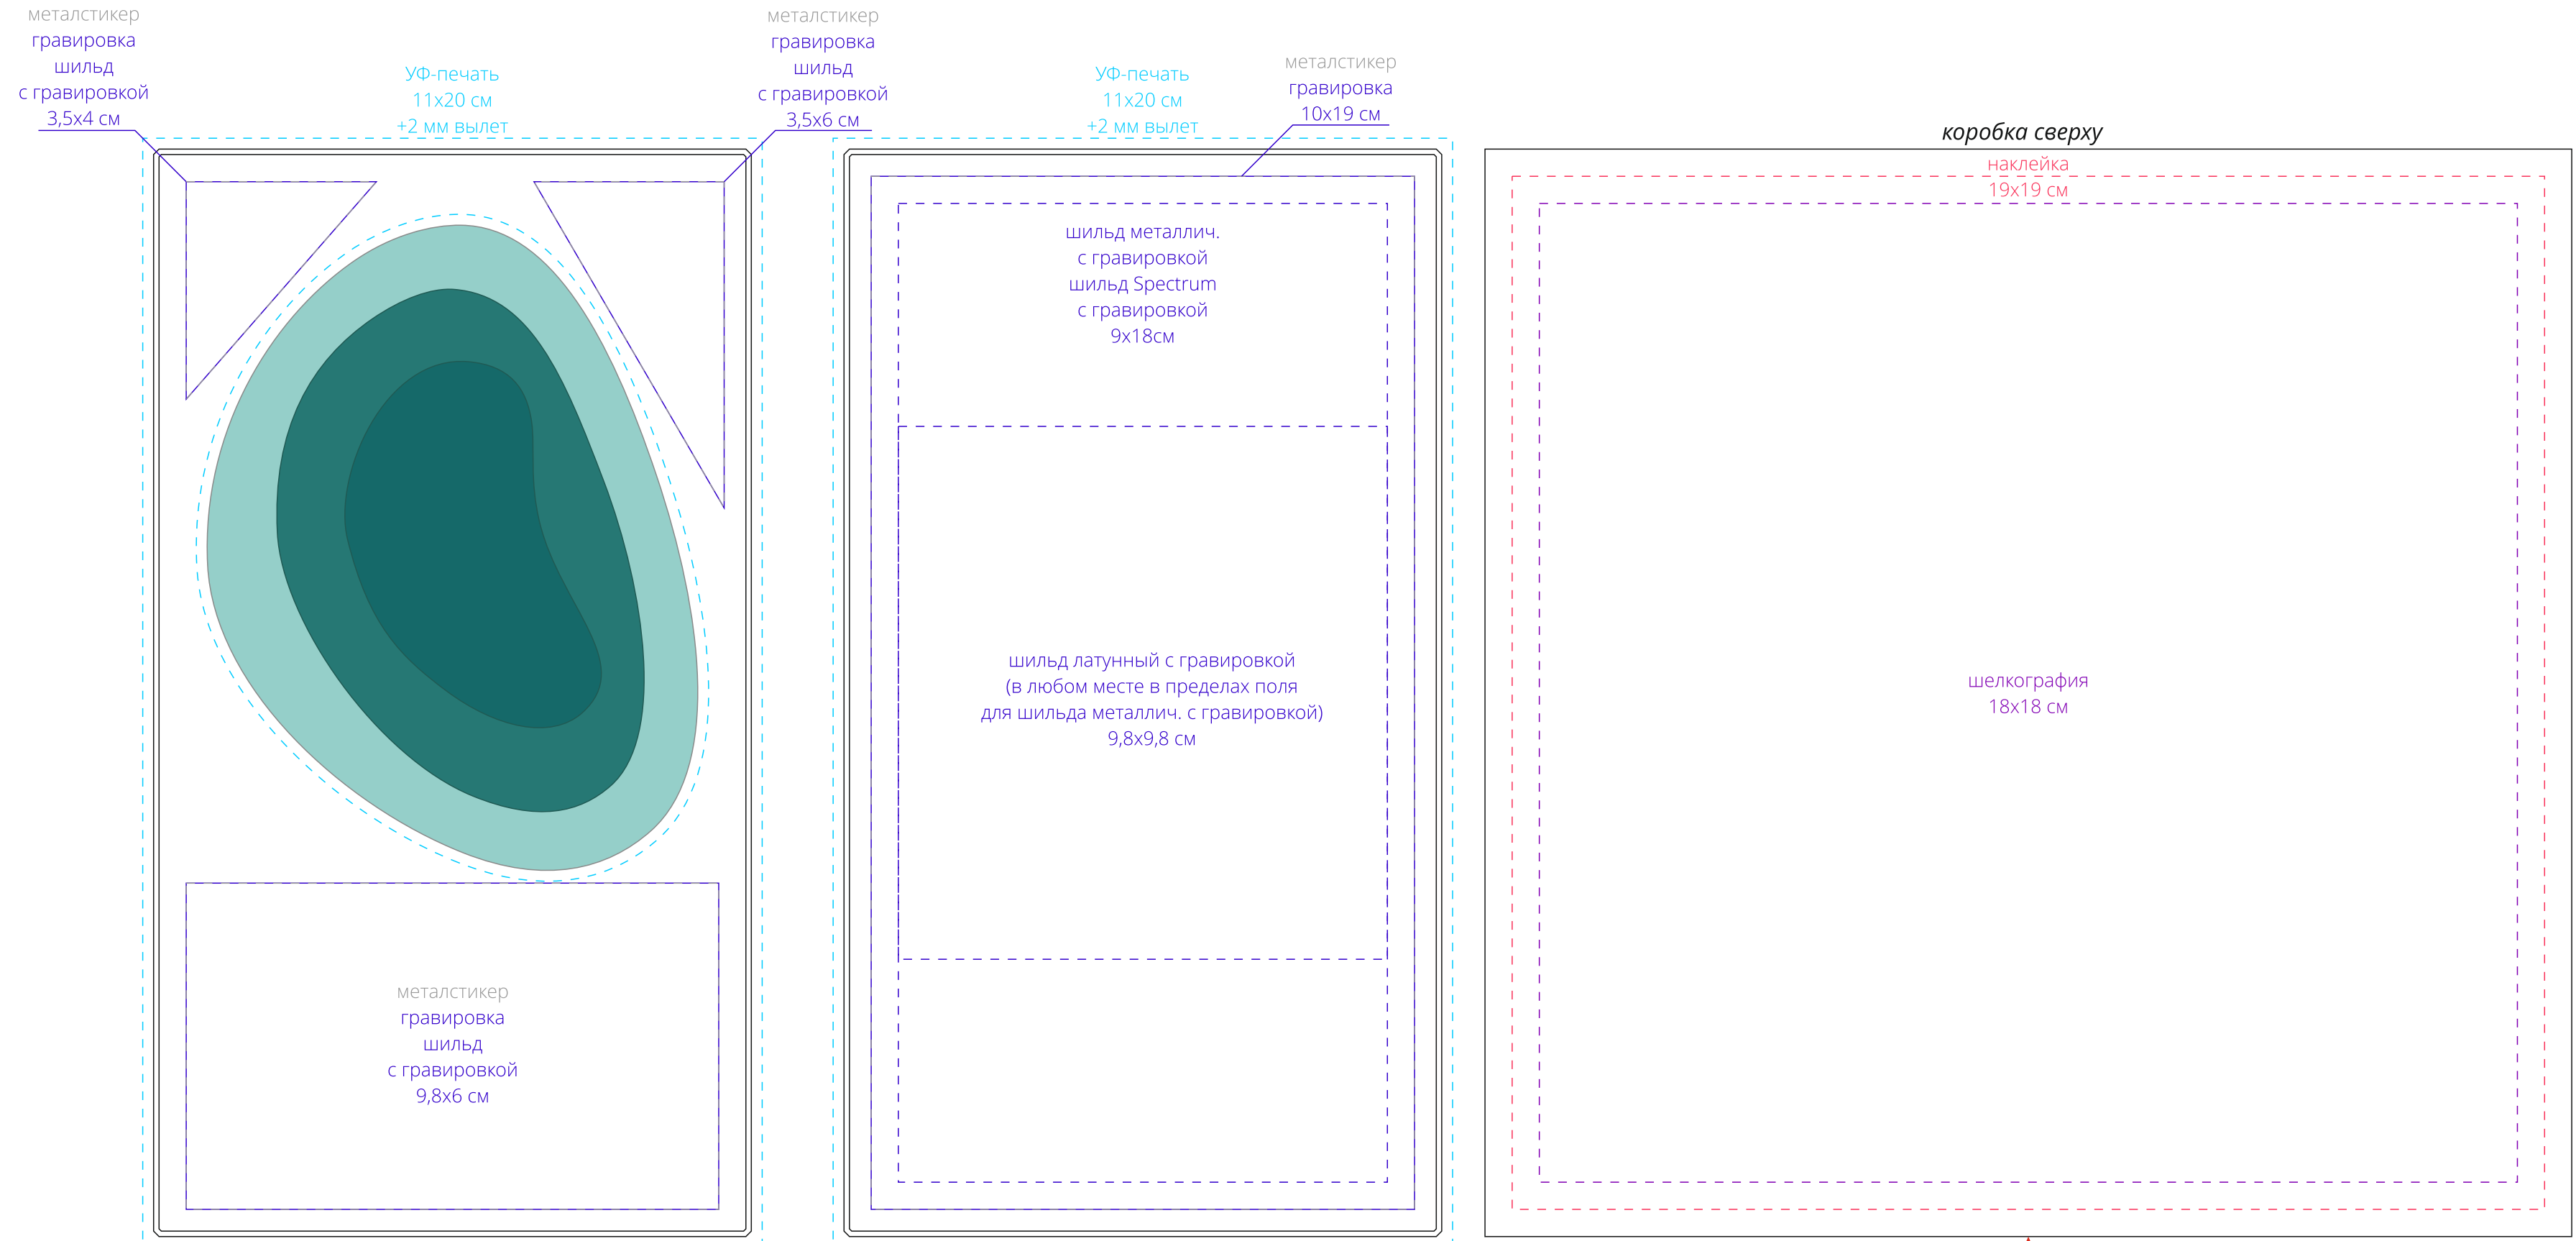 металстикер
гравировка
шильд
с гравировкой
3,5х4 см
УФ-печать
11х20 см
+2 мм вылет
металстикер
гравировка
шильд
с гравировкой
3,5х6 см
металстикер
гравировка
шильд
с гравировкой
9,8х6 см
УФ-печать
11х20 см
+2 мм вылет
металстикер
гравировка
10х19 см
шильд металлич.
с гравировкой
шильд Spectrum
с гравировкой
9х18см
шильд латунный с гравировкой
(в любом месте в пределах поля
для шильда металлич. с гравировкой)
9,8х9,8 см
коробка сверху
наклейка
19х19 см
шелкография
18х18 см